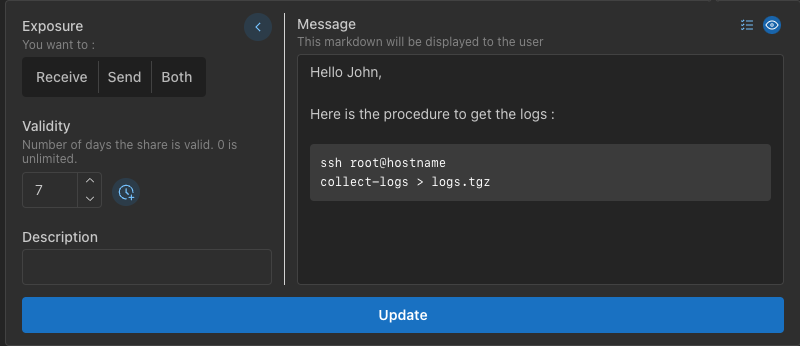 Exposure
You want to :
Receive Send Both
Validity
Number of days the share is valid. 0 is
unlimited.
7
Description
Message
This markdown will be displayed to the user
Hello John,
Here is the procedure to get the logs :
ssh root@hostname
collect-logs > logs.tgz
Update